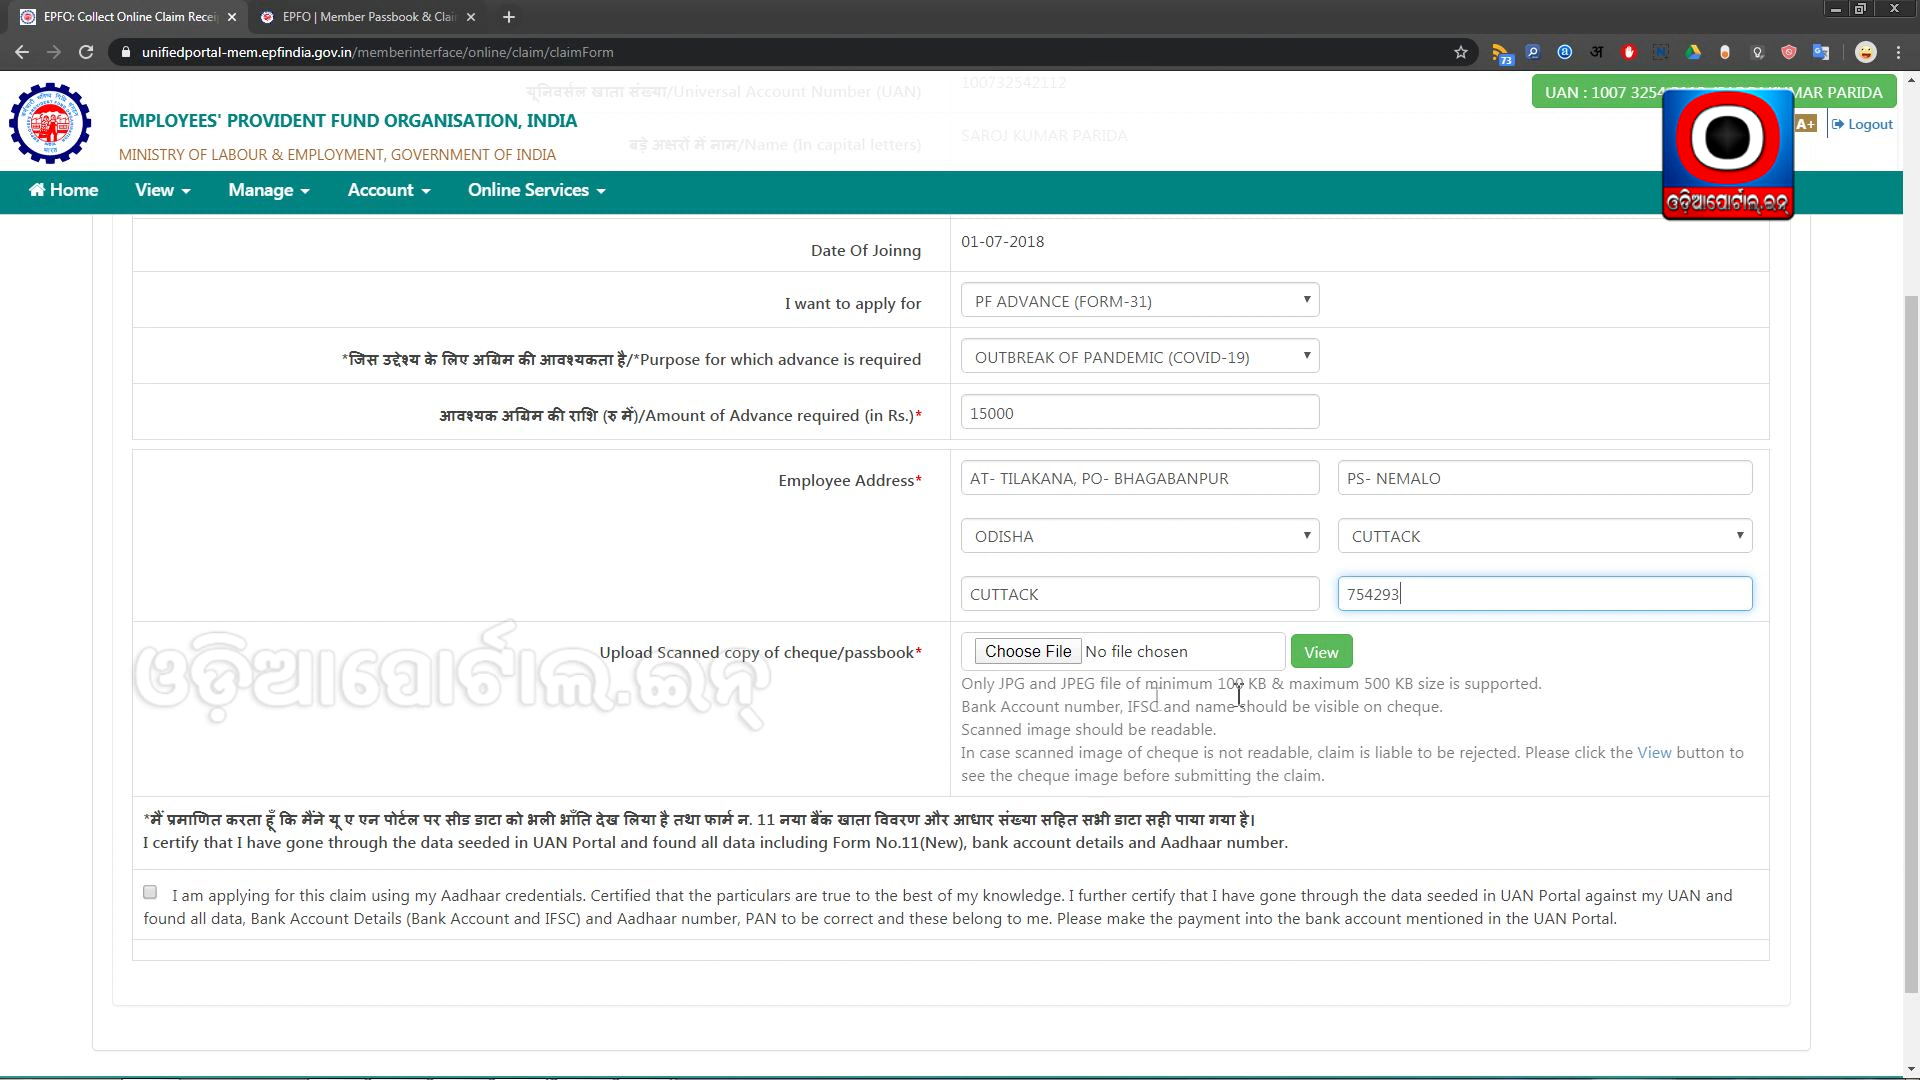 EPFO: Collect Online Claim Recei
EPFO | Member Passbook & Clai
unifiedportal-mem.epfindia.gov.in/memberinterface/online/claim/claimForm
73
यूनिवर्सल खाता संख्या/Universal Account Number (UAN)
100732542112
UAN : 1007 3254
MAR PARIDA
EMPLOYEES' PROVIDENT FUND ORGANISATION, INDIA
बड़े अक्षरों में नाम/Name (In capital letters)
SAROJ KUMAR PARIDA
A+
Logout
MINISTRY OF LABOUR & EMPLOYMENT, GOVERNMENT OF INDIA
Home View Manage Account Online Services
ଓଡ଼ିଆପୋର୍ଟାଲ୍.ଇନ୍
Date Of Joinng
01-07-2018
I want to apply for
PF ADVANCE (FORM-31)
*जिस उद्देश्य के लिए अग्रिम की आवश्यकता है/*Purpose for which advance is required
OUTBREAK OF PANDEMIC (COVID-19)
आवश्यक अग्रिम की राशि (रु में)/Amount of Advance required (in Rs.)*
15000
Employee Address*
AT- TILAKANA, PO- BHAGABANPUR
PS- NEMALO
ODISHA
CUTTACK
CUTTACK
754293
Upload Scanned copy of cheque/passbook*
Choose File No file chosen
View
ଓଡ଼ିଆପୋର୍ଟାଲ୍.ଇନ୍
Only JPG and JPEG file of minimum 100 KB & maximum 500 KB size is supported.
Bank Account number, IFSC and name should be visible on cheque.
Scanned image should be readable.
In case scanned image of cheque is not readable, claim is liable to be rejected. Please click the View button to
see the cheque image before submitting the claim.
*मैं प्रमाणित करता हूँ कि मैंने यू ए एन पोर्टल पर सीड डाटा को भली भाँति देख लिया है तथा फार्म न. 11 नया बैंक खाता विवरण और आधार संख्या सहित सभी डाटा सही पाया गया है।
I certify that I have gone through the data seeded in UAN Portal and found all data including Form No.11(New), bank account details and Aadhaar number.
I am applying for this claim using my Aadhaar credentials. Certified that the particulars are true to the best of my knowledge. I further certify that I have gone through the data seeded in UAN Portal against my UAN and
found all data, Bank Account Details (Bank Account and IFSC) and Aadhaar number, PAN to be correct and these belong to me. Please make the payment into the bank account mentioned in the UAN Portal.